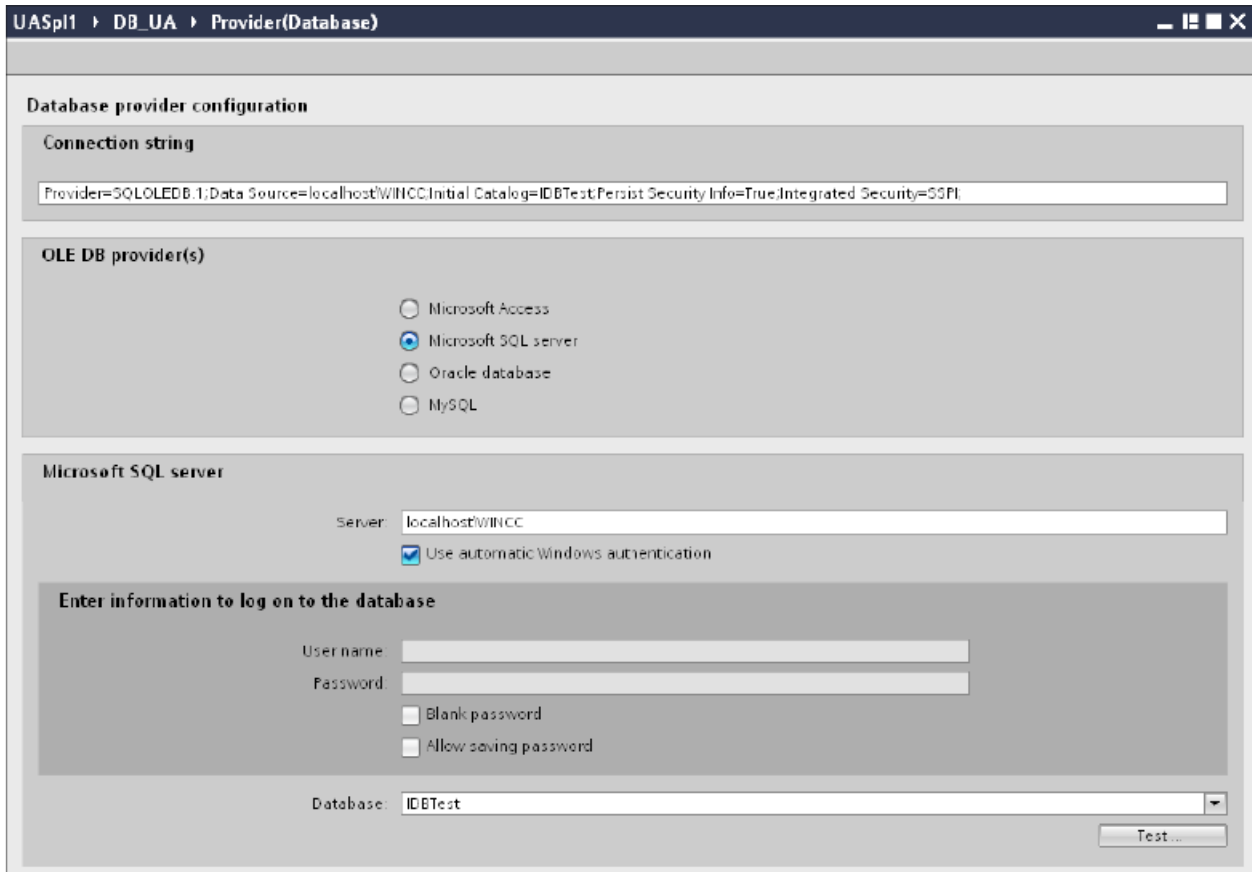 UASpl1 ▸ DB_UA ▸ Provider(Database)
Database provider configuration
Connection string
Provider=SQLOLEDB.1;Data Source=localhost\WINCC;Initial Catalog=IDBTest;Persist Security Info=True;Integrated Security=SSPI;
OLE DB provider(s)
Microsoft Access
Microsoft SQL server
Oracle database
MySQL
Microsoft SQL server
Server: localhost\WINCC
Use automatic Windows authentication
Enter information to log on to the database
User name:
Password:
Blank password
Allow saving password
Database: IDBTest
Test...